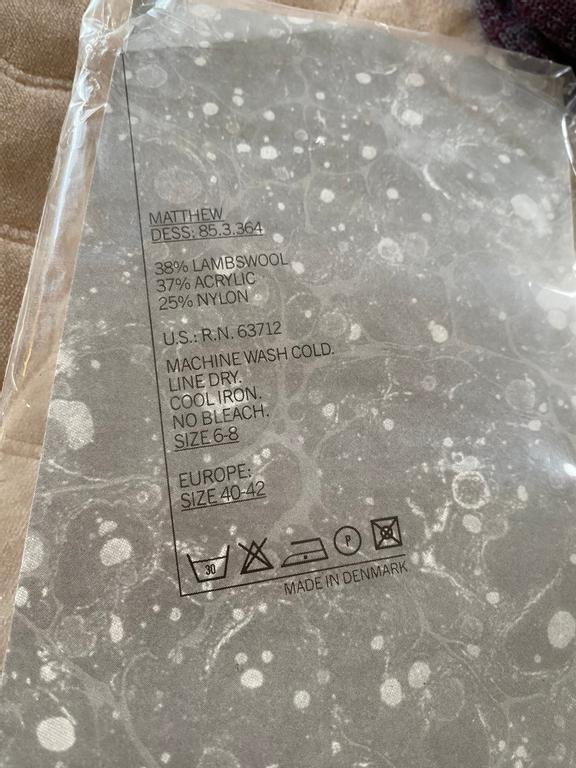 MATTHEW
DESS: 85.3.364
38% LAMBSWOOL
37% ACRYLIC
25% NYLON
U.S.: R.N. 63712
MACHINE WASH COLD.
LINE DRY.
COOL IRON.
NO BLEACH.
SIZE 6-8
EUROPE:
SIZE 40-42
30 P
MADE IN DENMARK